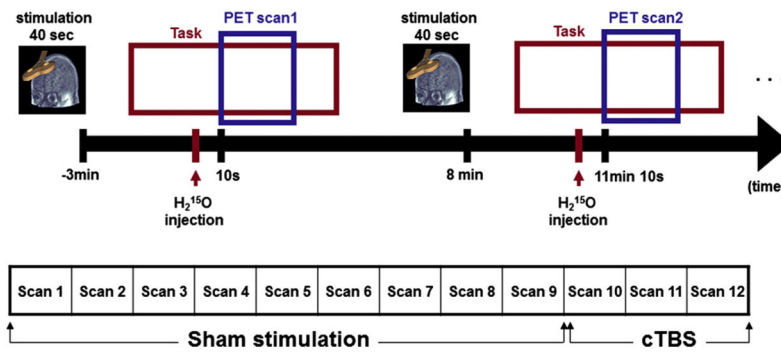 stimulation
40 sec
Task
PET scan1
stimulation
40 sec
Task
PET scan2
. .
-3min
10s
8 min
11min 10s
(time
H₂¹⁵O
injection
H₂¹⁵O
injection
Scan 1 Scan 2 Scan 3 Scan 4 Scan 5 Scan 6 Scan 7 Scan 8 Scan 9 Scan 10 Scan 11 Scan 12
Sham stimulation
cTBS